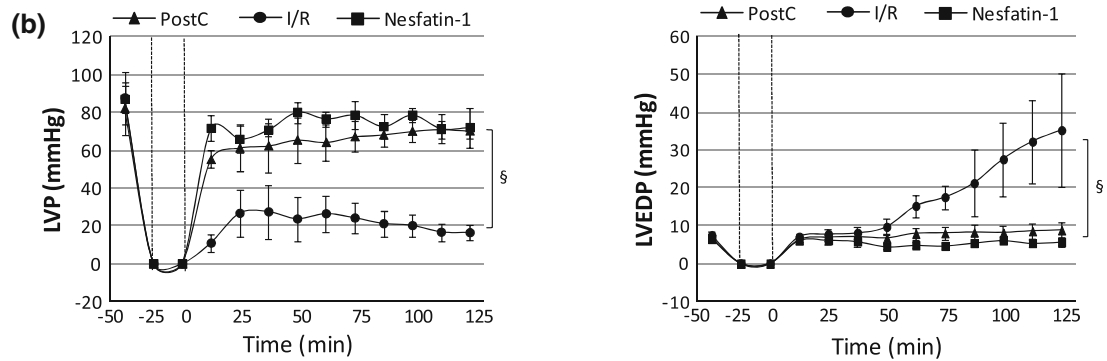 (b)
PostC I/R Nesfatin-1
LVP (mmHg)
120
100
80
60
40
20
0
-20
-50 -25 0 25 50 75 100 125
Time (min)
§
PostC I/R Nesfatin-1
LVEDP (mmHg)
60
50
40
30
20
10
0
-10
-50 -25 0 25 50 75 100 125
Time (min)
§